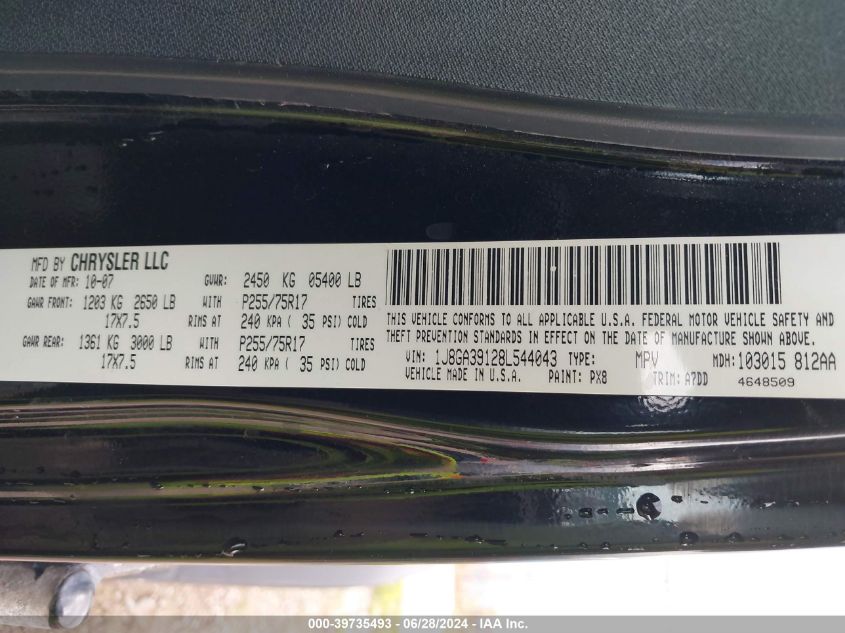 MFD BY CHRYSLER LLC
DATE OF MFR: 10-07 GVWR: 2450 KG 05400 LB
GAWR FRONT: 1203 KG 2650 LB WITH P255/75R17 TIRES
17X7.5 RIMS AT 240 KPA ( 35 PSI) COLD
GAWR REAR: 1361 KG 3000 LB WITH P255/75R17 TIRES
17X7.5 RIMS AT 240 KPA ( 35 PSI) COLD
THIS VEHICLE CONFORMS TO ALL APPLICABLE U.S.A. FEDERAL MOTOR VEHICLE SAFETY AND
THEFT PREVENTION STANDARDS IN EFFECT ON THE DATE OF MANUFACTURE SHOWN ABOVE.
VIN: 1J8GA39128L544043 TYPE: MPV MDH: 103015 812AA
VEHICLE MADE IN U.S.A. PAINT: PX8 TRIM: A7DD 4648509
000-39735493 - 06/28/2024 - IAA Inc.